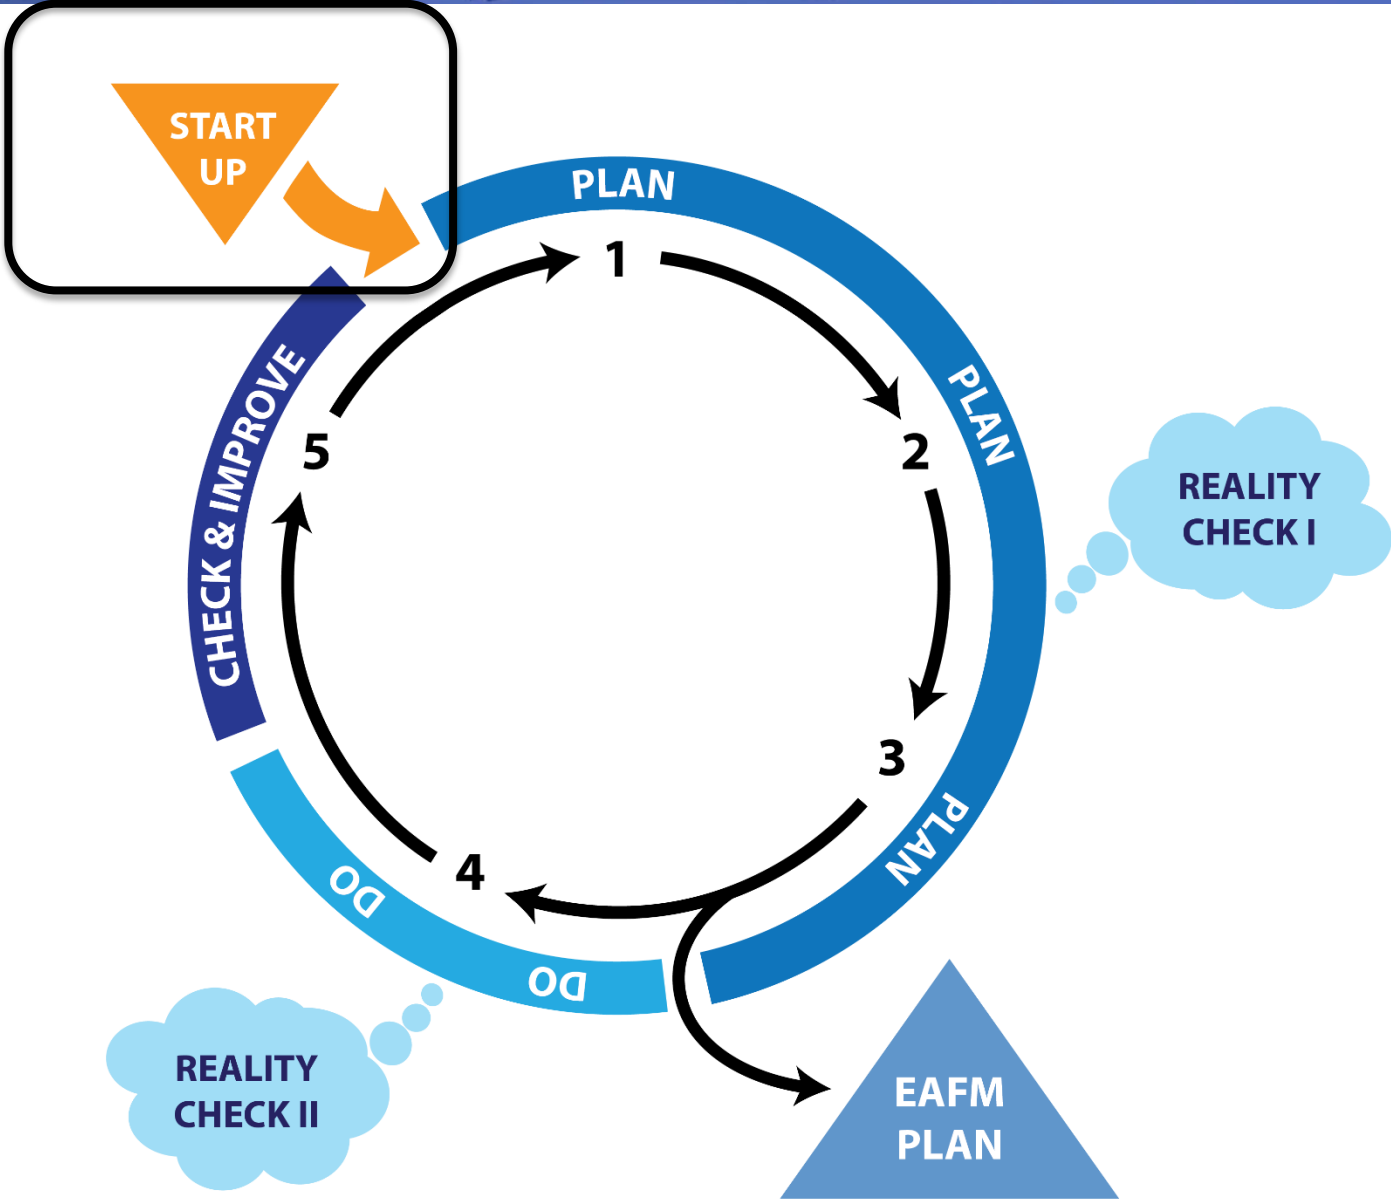 START
UP
PLAN
1
PLAN
2
REALITY
CHECK I
3
PLAN
EAFM
PLAN
4
DO
DO
REALITY
CHECK II
5
CHECK & IMPROVE